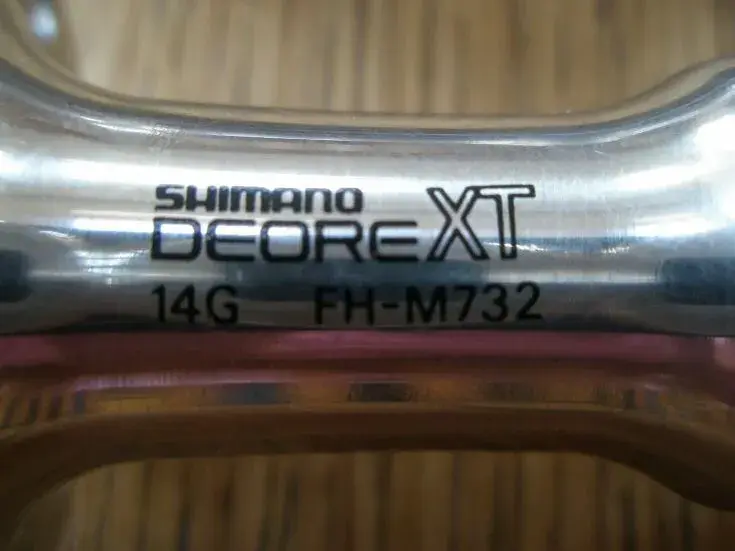 SHIMANO
DEORE XT
14G FH-M732